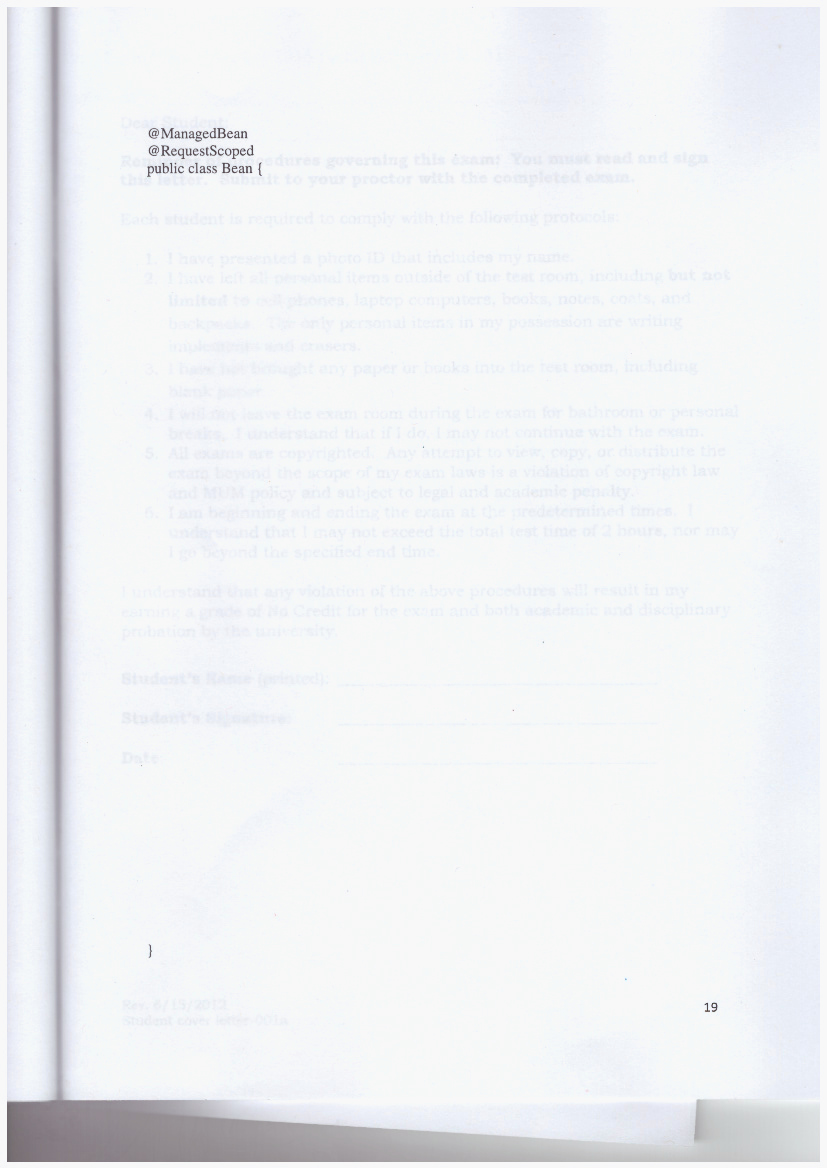 @ManagedBean
@RequestScoped
public class Bean {
Dear Student:
procedures governing this exam: You must read and sign
this letter. Submit to your proctor with the completed exam.
Each student is required to comply with the following protocols:
1. I have presented a photo ID that includes my name.
2. I have left all personal items outside of the test room, including but not
limited to cell phones, laptop computers, books, notes, coats, and
backpacks. The only personal items in my possession are writing
implements and erasers.
3. I have not bought any paper or books into the test room, including
blank paper
4. I will not leave the exam room during the exam for bathroom or personal
breaks. I understand that if I do, I may not continue with the exam.
5. All exams are copyrighted. Any attempt to view, copy, or distribute the
exam beyond the scope of my exam laws is a violation of copyright law
and MUM policy and subject to legal and academic penalty.
6. I am beginning and ending the exam at the predetermined times. I
understand that I may not exceed the total test time of 2 hours, nor may
I go beyond the specified end time.
I understand that any violation of the above procedures will result in my
earning a grade of No Credit for the exam and both academic and disciplinary
probation by the university.
Student's Name (printed):
Student's Signature
Date
}
Rev. 6/15/2012
Student cover letter-001a
19